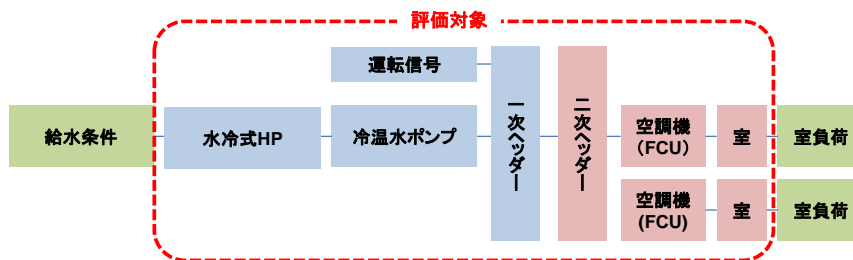 評価対象
運転信号
給水条件
水冷式HP
冷温水ポンプ
一次ヘッダー
二次ヘッダー
空調機
(FCU)
室
室負荷
空調機
(FCU)
室
室負荷